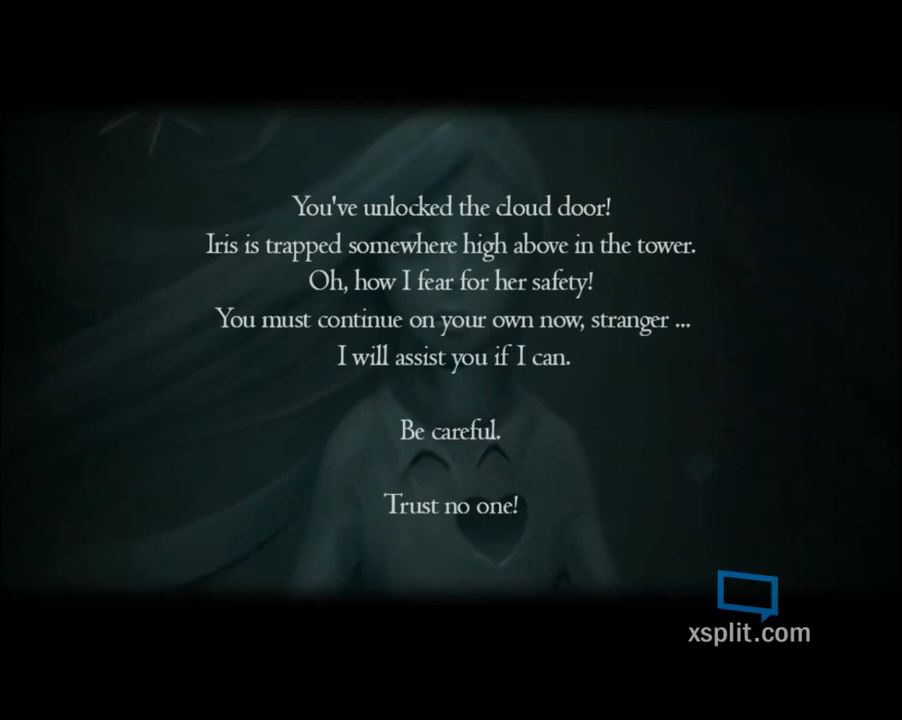 You've unlocked the cloud door!
Iris is trapped somewhere high above in the tower.
Oh, how I fear for her safety!
You must continue on your own now, stranger ...
I will assist you if I can.
Be careful.
Trust no one!
xsplit.com